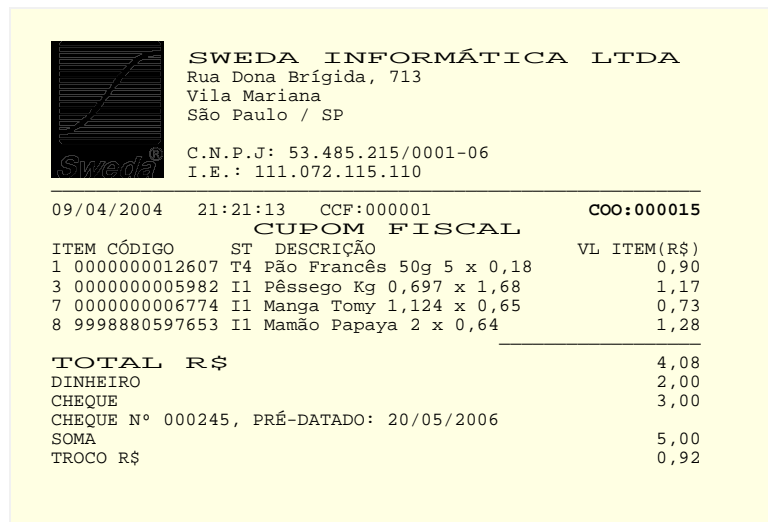 SWEDA INFORMÁTICA LTDA
Rua Dona Brígida, 713
Vila Mariana
São Paulo / SP
C.N.P.J: 53.485.215/0001-06
I.E.: 111.072.115.110
Sweda®
09/04/2004 21:21:13 CCF:000001 COO:000015
CUPOM FISCAL
ITEM CÓDIGO ST DESCRIÇÃO VL ITEM(R$)
1 0000000012607 T4 Pão Francês 50g 5 x 0,18 0,90
3 0000000005982 I1 Pêssego Kg 0,697 x 1,68 1,17
7 0000000006774 I1 Manga Tomy 1,124 x 0,65 0,73
8 9998880597653 I1 Mamão Papaya 2 x 0,64 1,28
TOTAL R$ 4,08
DINHEIRO 2,00
CHEQUE 3,00
CHEQUE Nº 000245, PRÉ-DATADO: 20/05/2006
SOMA 5,00
TROCO R$ 0,92